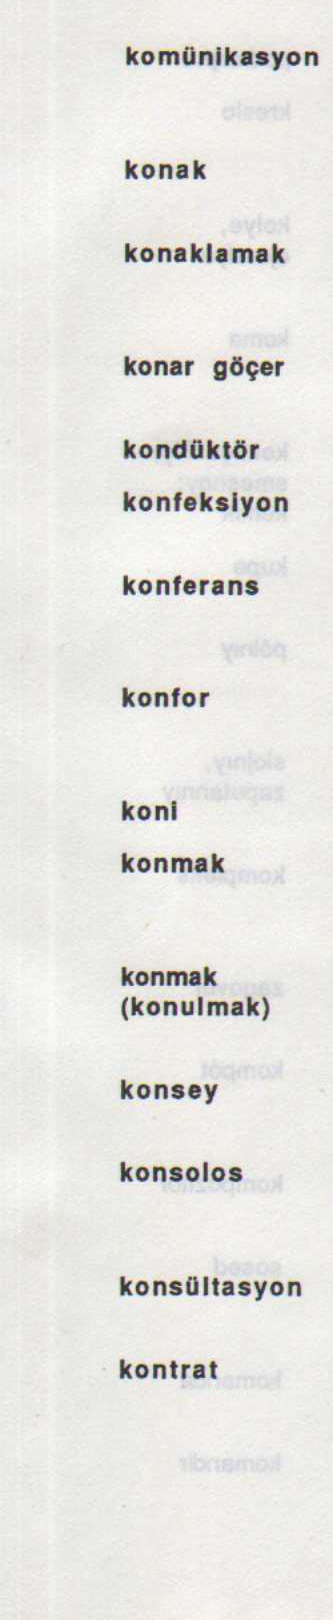 komünikasyon
konak
konaklamak
konar göçer
kondüktör
konfeksiyon
konferans
konfor
koni
konmak
konmak
(konulmak)
konsey
konsolos
konsültasyon
kontrat